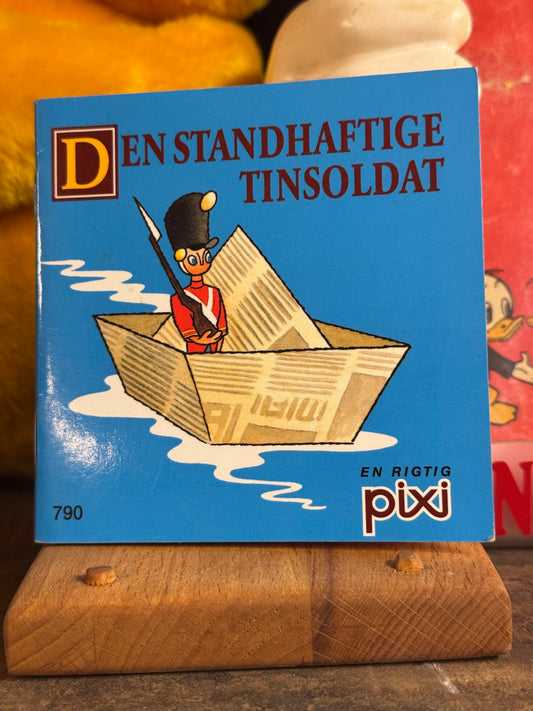 DEN STANDHAFTIGE
TINSOLDAT
EN RIGTIG
pixi
790
N